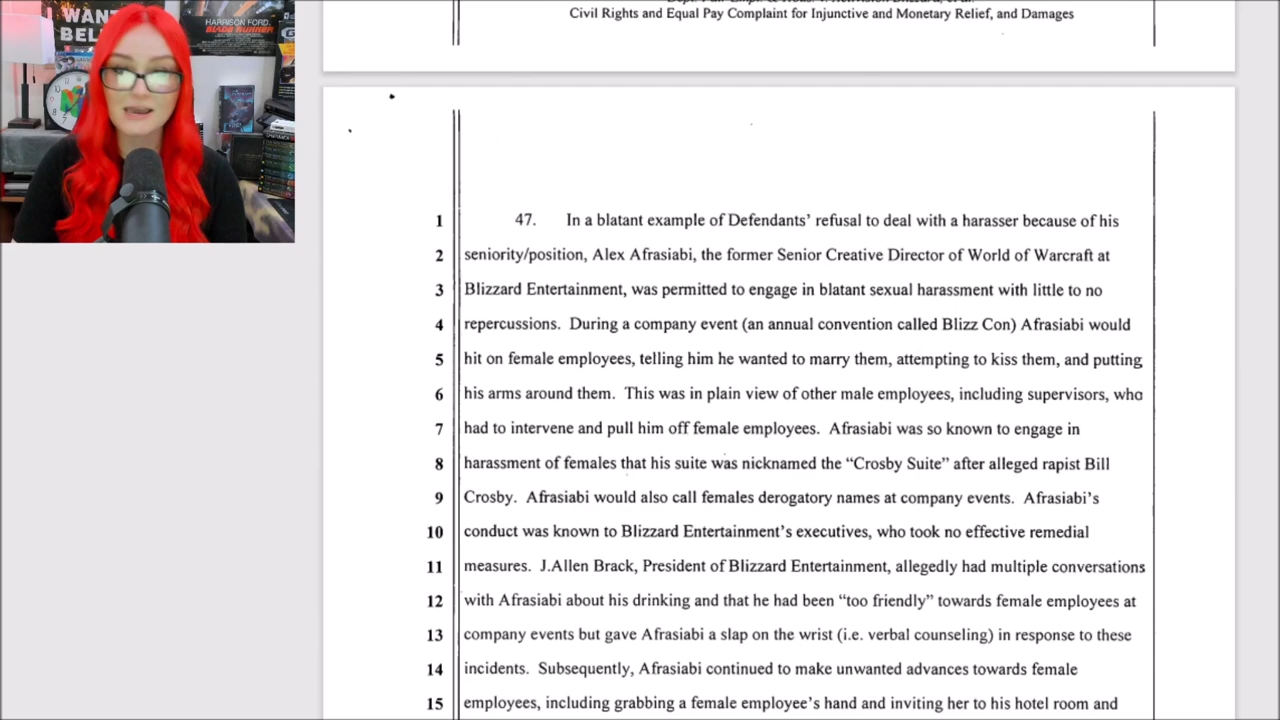 WANT
BEL
HARRISON FORD.
BLADE RUNNER
Civil Rights and Equal Pay Complaint for Injunctive and Monetary Relief, and Damages
1 47. In a blatant example of Defendants’ refusal to deal with a harasser because of his
2 seniority/position, Alex Afrasiabi, the former Senior Creative Director of World of Warcraft at
3 Blizzard Entertainment, was permitted to engage in blatant sexual harassment with little to no
4 repercussions. During a company event (an annual convention called Blizz Con) Afrasiabi would
5 hit on female employees, telling him he wanted to marry them, attempting to kiss them, and putting
6 his arms around them. This was in plain view of other male employees, including supervisors, who
7 had to intervene and pull him off female employees. Afrasiabi was so known to engage in
8 harassment of females that his suite was nicknamed the “Crosby Suite” after alleged rapist Bill
9 Crosby. Afrasiabi would also call females derogatory names at company events. Afrasiabi’s
10 conduct was known to Blizzard Entertainment’s executives, who took no effective remedial
11 measures. J.Allen Brack, President of Blizzard Entertainment, allegedly had multiple conversations
12 with Afrasiabi about his drinking and that he had been “too friendly” towards female employees at
13 company events but gave Afrasiabi a slap on the wrist (i.e. verbal counseling) in response to these
14 incidents. Subsequently, Afrasiabi continued to make unwanted advances towards female
15 employees, including grabbing a female employee’s hand and inviting her to his hotel room and